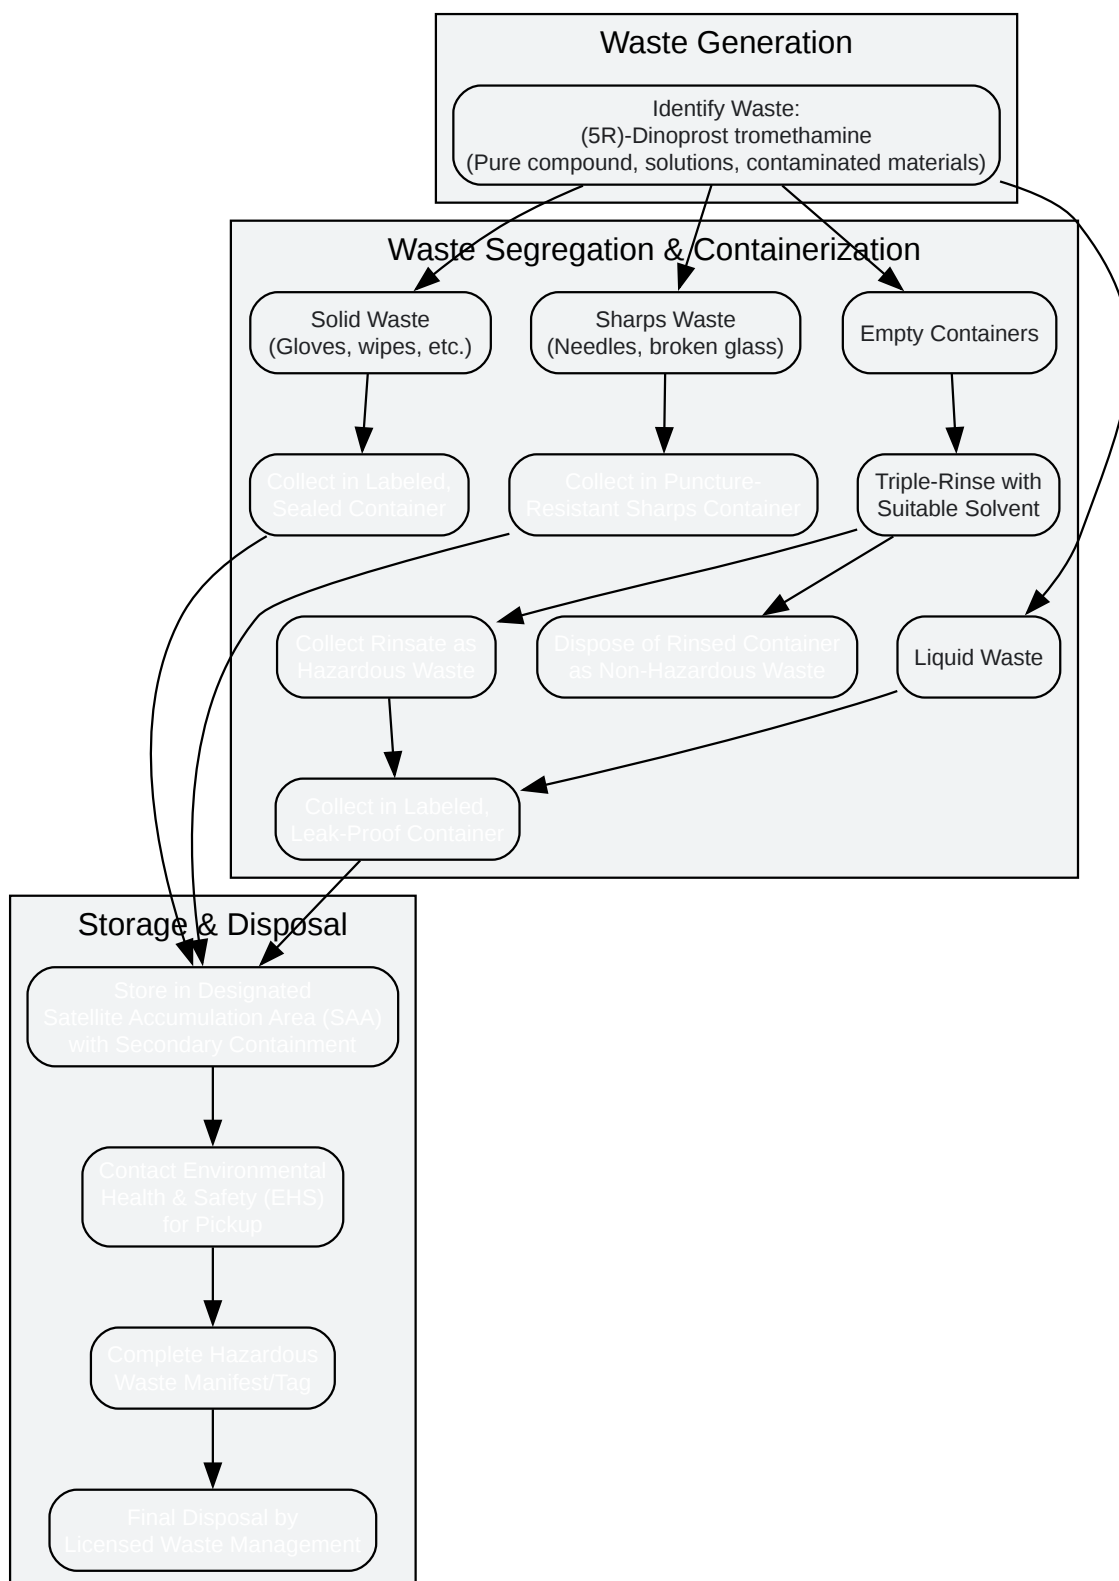 Waste Generation
Identify Waste:
(5R)-Dinoprost tromethamine
(Pure compound, solutions, contaminated materials)
Waste Segregation & Containerization
Solid Waste
(Gloves, wipes, etc.)
Sharps Waste
(Needles, broken glass)
Empty Containers
Collect in Labeled,
Sealed Container
Collect in Puncture-
Resistant Sharps Container
Triple-Rinse with
Suitable Solvent
Collect Rinsate as
Hazardous Waste
Dispose of Rinsed Container
as Non-Hazardous Waste
Liquid Waste
Collect in Labeled,
Leak-Proof Container
Storage & Disposal
Store in Designated
Satellite Accumulation Area (SAA)
with Secondary Containment
Contact Environmental
Health & Safety (EHS)
for Pickup
Complete Hazardous
Waste Manifest/Tag
Final Disposal by
Licensed Waste Management